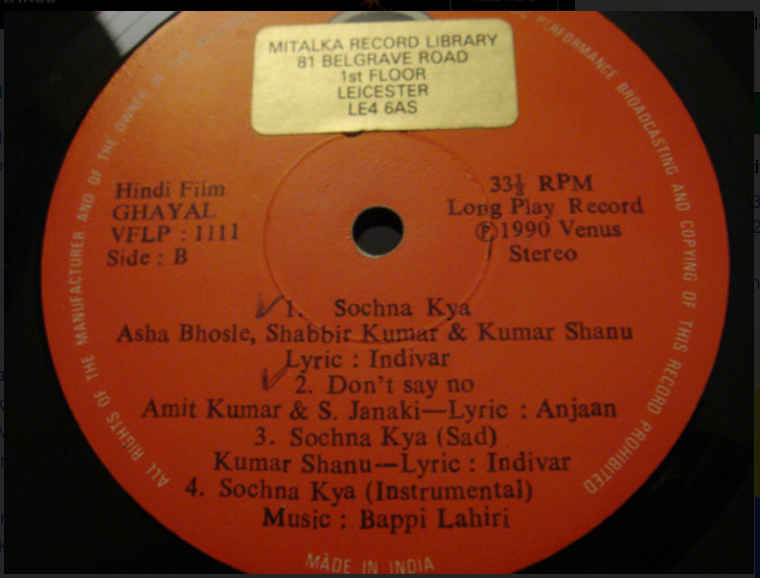 MITALKA RECORD LIBRARY
81 BELGRAVE ROAD
1st FLOOR
LEICESTER
LE4 6AS
Hindi Film
GHAYAL
VFLP : 1111
Side : B
33⅓ RPM
Long Play Record
Ⓟ1990 Venus
Stereo
1. Sochna Kya
Asha Bhosle, Shabbir Kumar & Kumar Shanu
Lyric : Indivar
2. Don't say no
Amit Kumar & S. Janaki—Lyric : Anjaan
3. Sochna Kya (Sad)
Kumar Shanu—Lyric : Indivar
4. Sochna Kya (Instrumental)
Music : Bappi Lahiri
ALL RIGHTS OF THE MANUFACTURER AND OF THE OWNER OF THE
PERFORMANCE BROADCASTING AND COPYING OF THIS RECORD PROHIBITED
MADE IN INDIA